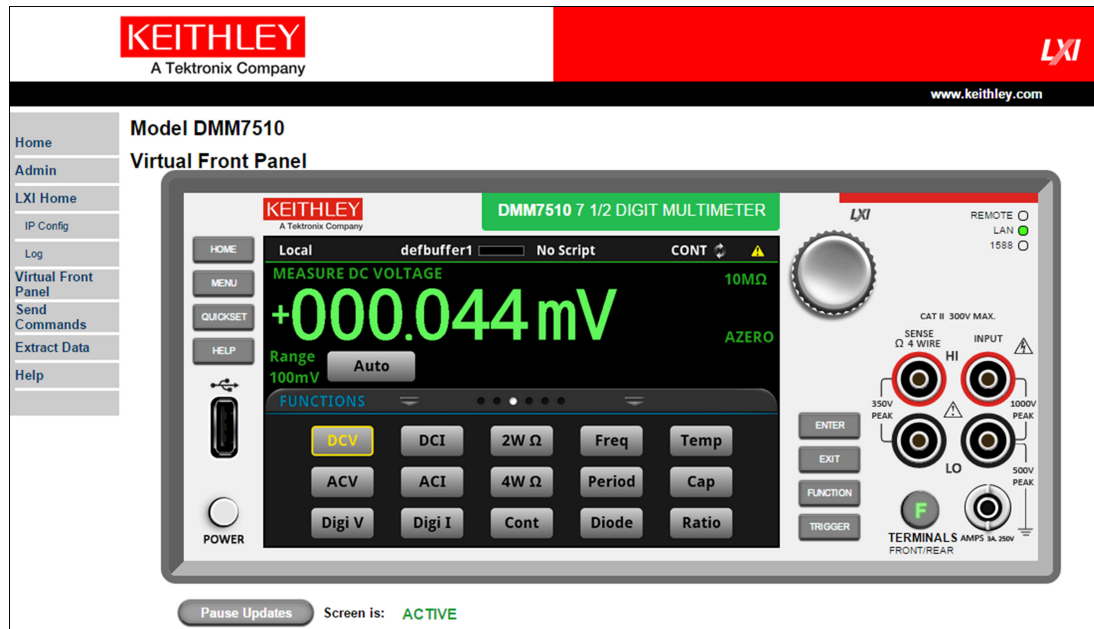 KEITHLEY
A Tektronix Company
LXI
www.keithley.com
Home
Admin
LXI Home
IP Config
Log
Virtual Front
Panel
Send
Commands
Extract Data
Help
Model DMM7510
Virtual Front Panel
KEITHLEY
A Tektronix Company
DMM7510 7 1/2 DIGIT MULTIMETER
LXI
REMOTE
LAN
1588
HOME
MENU
QUICKSET
HELP
POWER
Local defbuffer1 No Script CONT
MEASURE DC VOLTAGE
10MΩ
+000.044 mV
AZERO
Range
100mV
Auto
FUNCTIONS
DCV DCI 2W Ω Freq Temp
ACV ACI 4W Ω Period Cap
Digi V Digi I Cont Diode Ratio
ENTER
EXIT
FUNCTION
TRIGGER
CAT II 300V MAX.
SENSE
Ω 4 WIRE
INPUT
HI
350V
PEAK
1000V
PEAK
LO
500V
PEAK
F
TERMINALS
FRONT/REAR
AMPS 3A, 250V
Pause Updates
Screen is: ACTIVE